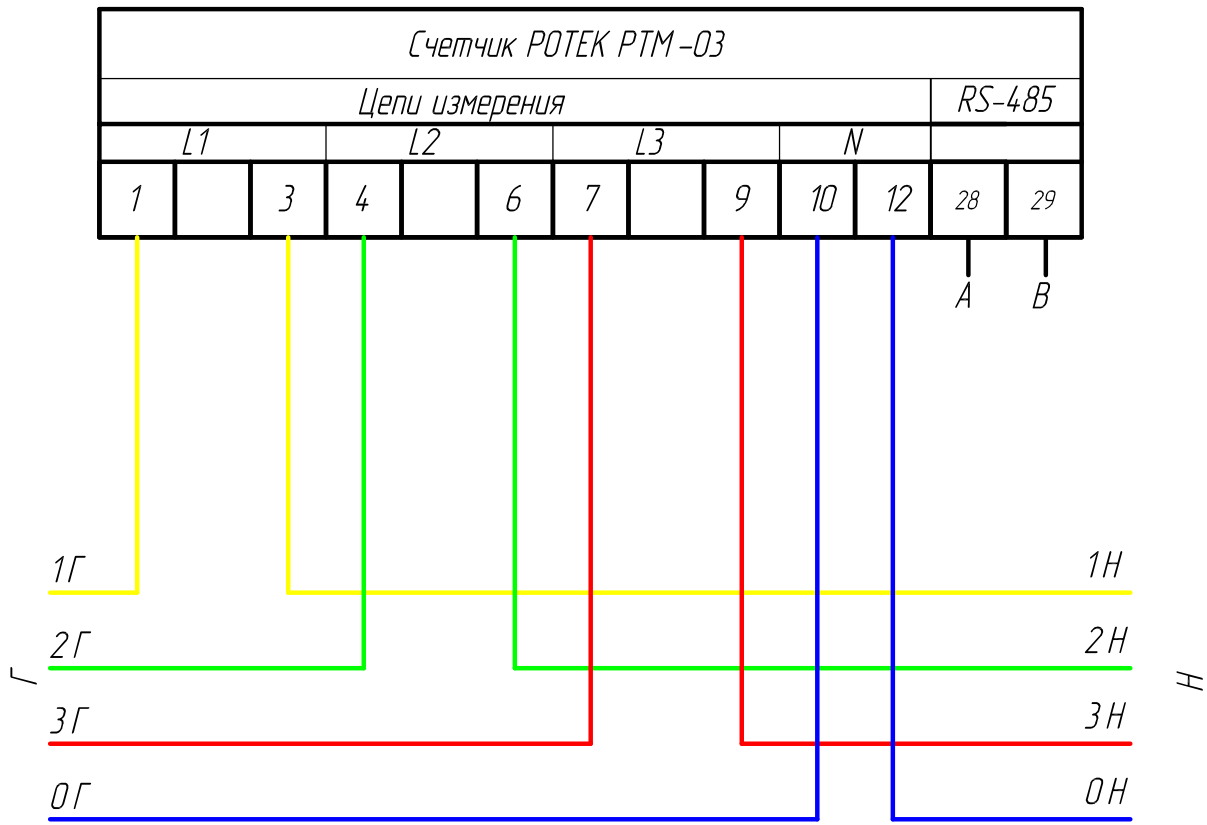 Счетчик РОТЕК РТМ-03
Цепи измерения RS-485
L1 L2 L3 N
1 3 4 6 7 9 10 12 28 29
A B
1Г 1Н
2Г 2Н
Г Н
3Г 3Н
0Г 0Н